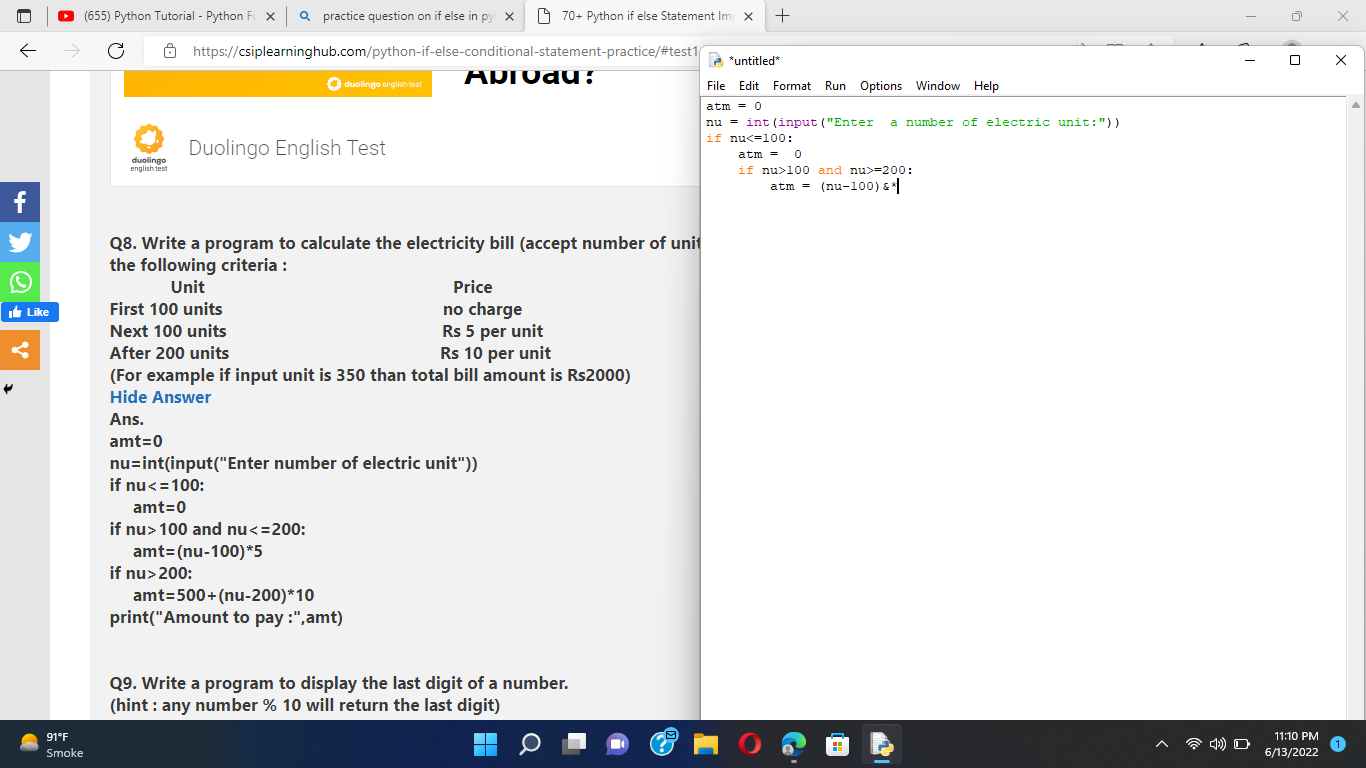 (655) Python Tutorial - Python Fu
practice question on if else in py
70+ Python if else Statement Imp
https://csiplearninghub.com/python-if-else-conditional-statement-practice/#test1
duolingo english test
Abroad?
duolingo
english test
Duolingo English Test
f
Like
Q8. Write a program to calculate the electricity bill (accept number of unit
the following criteria :
Unit Price
First 100 units no charge
Next 100 units Rs 5 per unit
After 200 units Rs 10 per unit
(For example if input unit is 350 than total bill amount is Rs2000)
Hide Answer
Ans.
amt=0
nu=int(input("Enter number of electric unit"))
if nu<=100:
amt=0
if nu>100 and nu<=200:
amt=(nu-100)*5
if nu>200:
amt=500+(nu-200)*10
print("Amount to pay :",amt)
Q9. Write a program to display the last digit of a number.
(hint : any number % 10 will return the last digit)
*untitled*
File Edit Format Run Options Window Help
atm = 0
nu = int(input("Enter  a number of electric unit:"))
if nu<=100:
    atm =  0
    if nu>100 and nu>=200:
        atm = (nu-100)&*
91°F
Smoke
11:10 PM
6/13/2022
1